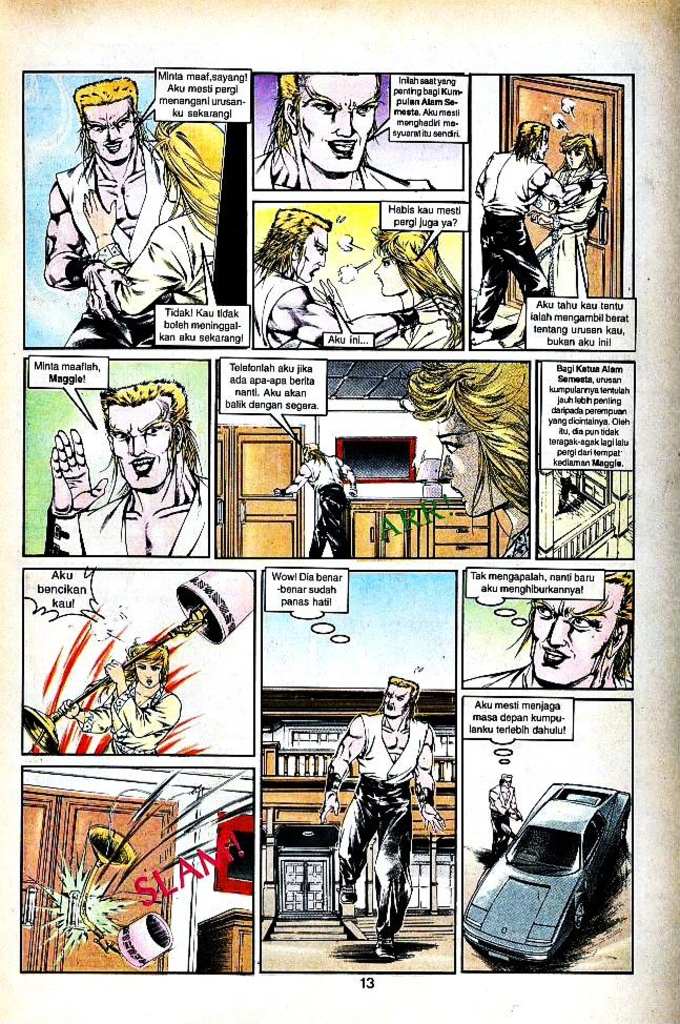 Minta maaf,sayang!
Aku mesti pergi
menangani urusan-
ku sekarang!
Tidak! Kau tidak
boleh meninggal-
kan aku sekarang!
Inilah saat yang
penting bagi Kum-
pulan Alam Se-
mesta. Aku mesti
menghadiri me-
syuarat itu sendiri.
Habis kau mesti
pergi juga ya?
Aku ini...
Aku tahu kau tentu
lah mengambil berat
tentang urusan kau,
bukan aku ini!
Minta maaflah,
Maggie!
Telefonlah aku jika
ada apa-apa berita
nanti. Aku akan
balik dengan segera.
ARR!
Bagi Ketua Alam
Semesta, urusan
kumpulannya tentulah
jauh lebih penting
daripada perempuan
yang dicintainya. Oleh
itu, dia pun tidak
teragak-agak lagi lalu
pergi dari tempat
kediaman Maggie.
Aku
bencikan
kau!
SLAM!
Wow! Dia benar
-benar sudah
panas hati!
Tak mengapalah, nanti baru
aku menghiburkannya!
Aku mesti menjaga
masa depan kumpu-
lanku terlebih dahulu!
13